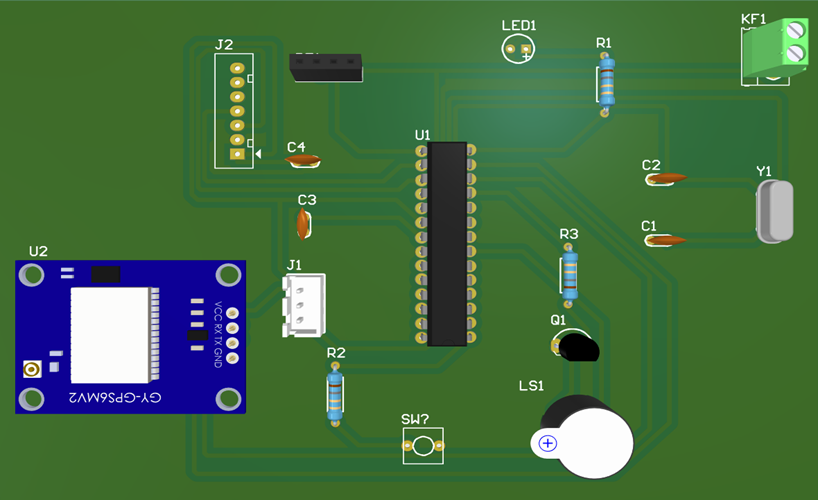 LED1
KF1
J2
R1
U1
C4
C2
Y1
C3
C1
R3
U2
J1
VCC RX TX GND
Q1
R2
LS1
GY-GPS6MV2
SW?